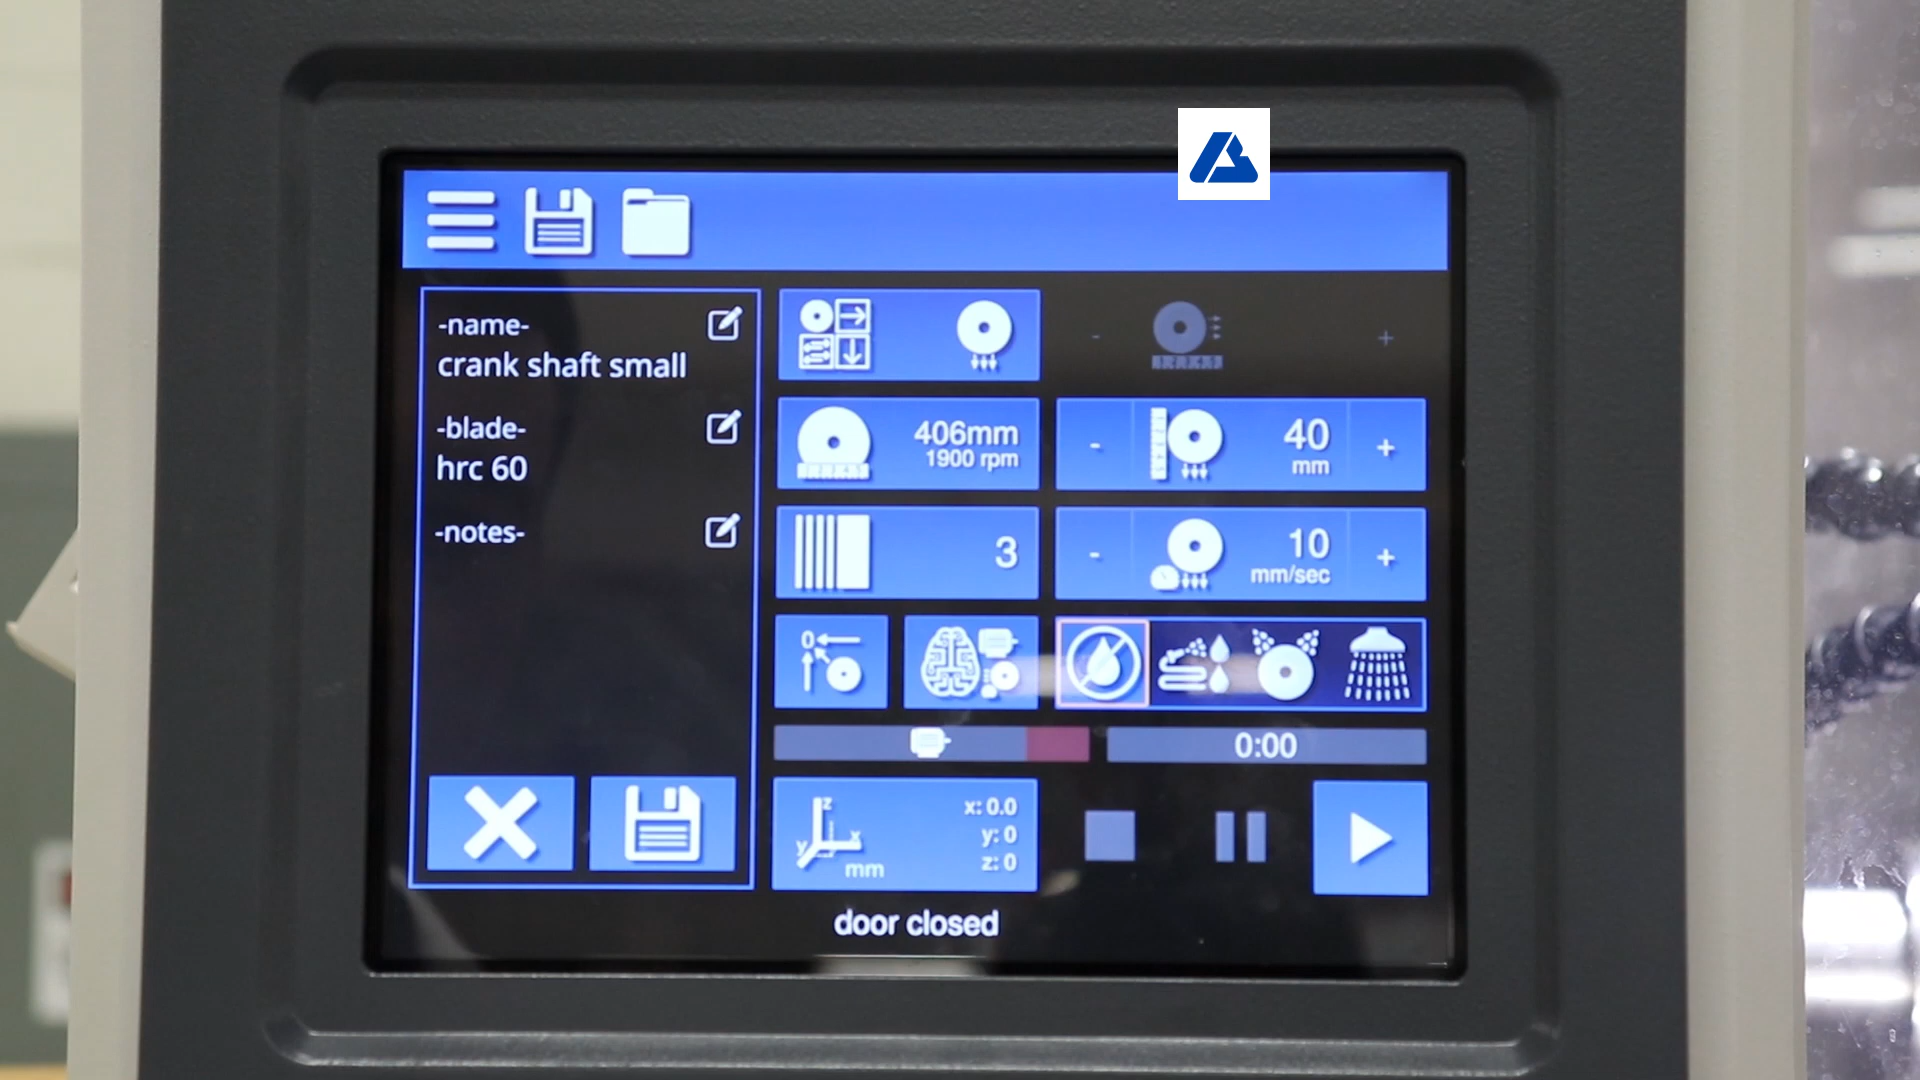 -name-
crank shaft small
-blade-
hrc 60
-notes-
406mm
1900 rpm
- 40 +
mm
3
- 10 +
mm/sec
0
0:00
z
x
y
mm
x: 0.0
y: 0
z: 0
door closed
- +